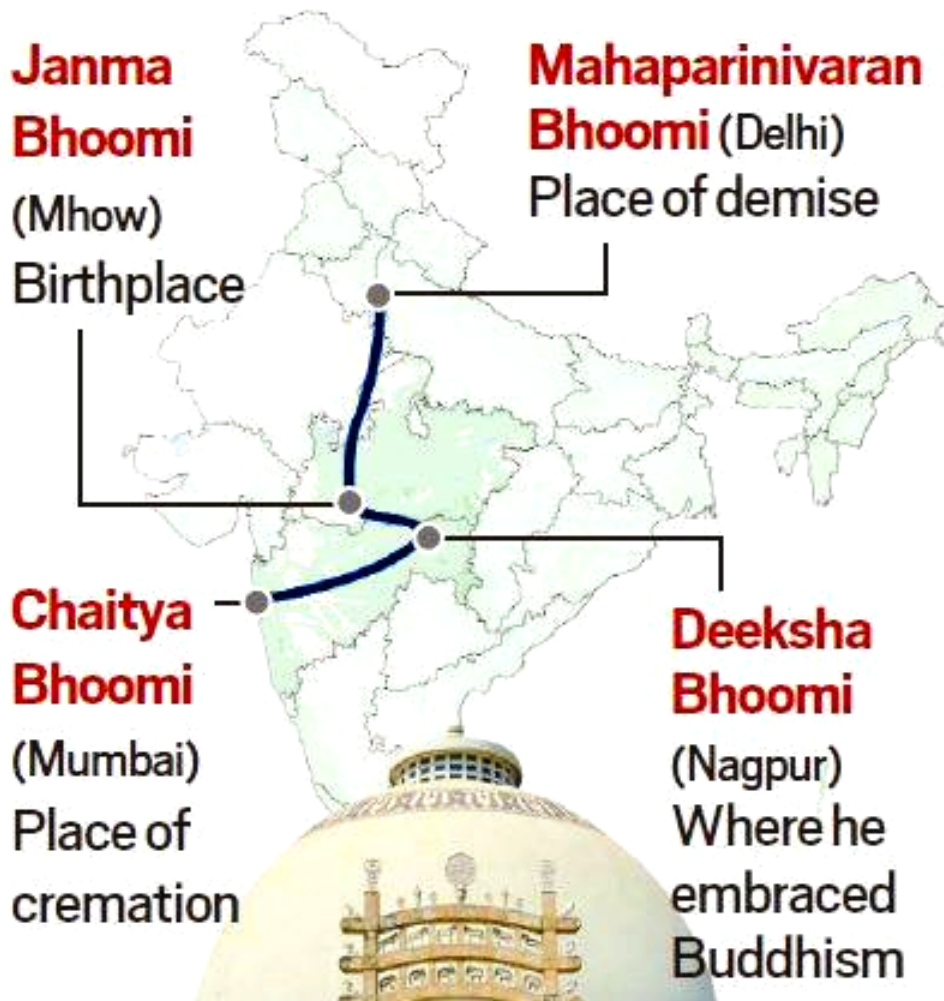 Janma
Bhoomi
(Mhow)
Birthplace
Mahaparinivaran
Bhoomi (Delhi)
Place of demise
Chaitya
Bhoomi
(Mumbai)
Place of
cremation
Deeksha
Bhoomi
(Nagpur)
Where he
embraced
Buddhism